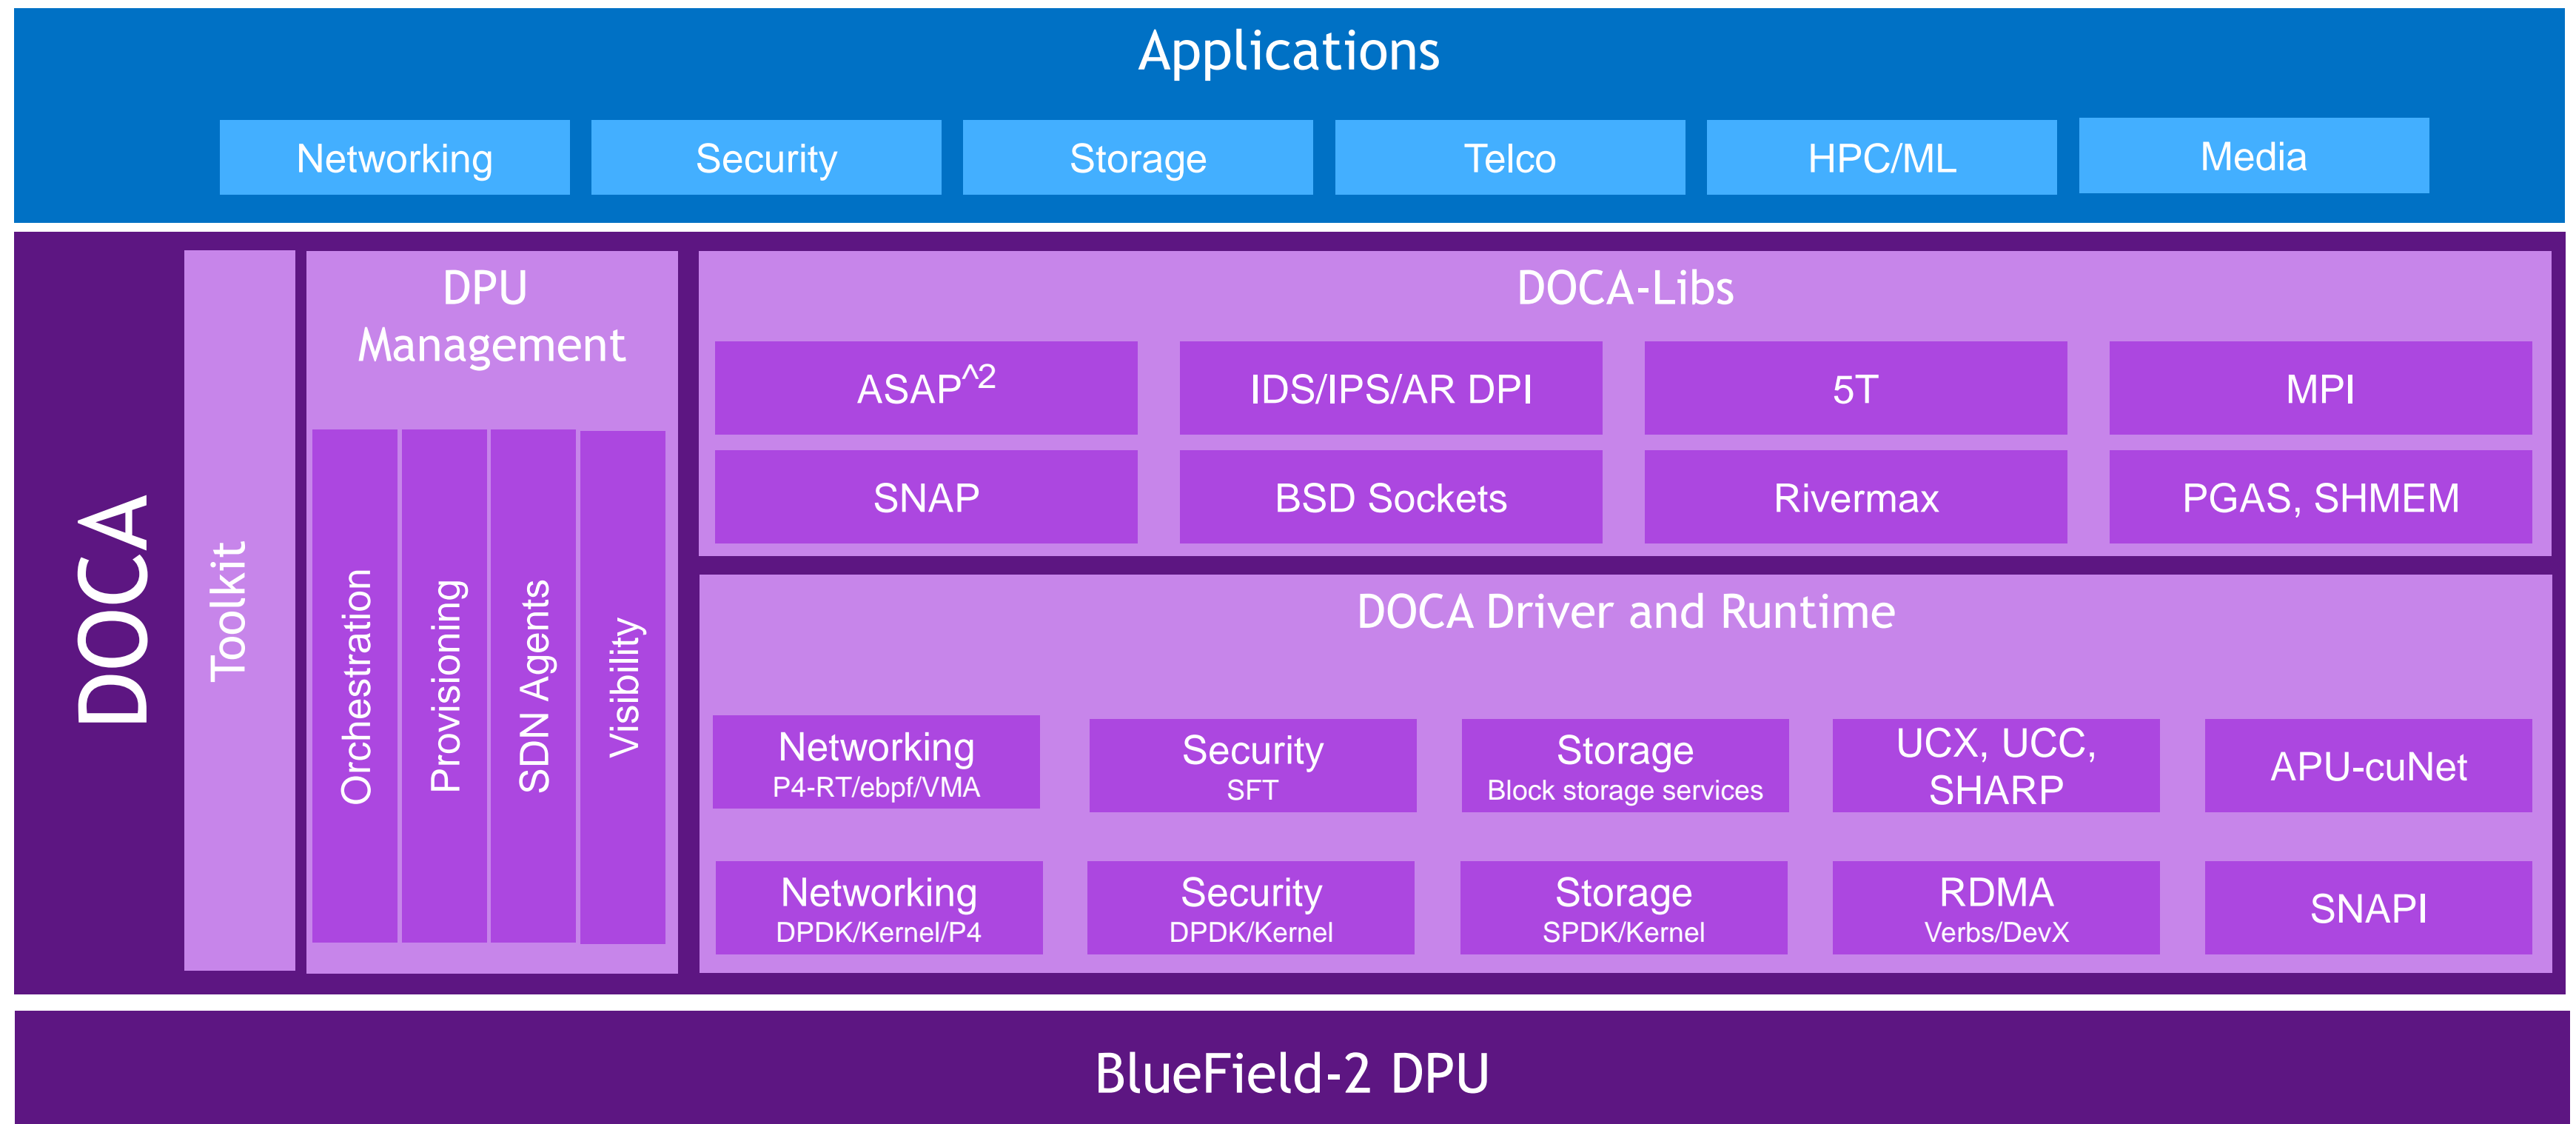 Applications
Networking
Security
Storage
Telco
HPC/ML
Media
DOCA
Toolkit
DPU
Management
Orchestration
Provisioning
SDN Agents
Visibility
DOCA-Libs
ASAP^2
IDS/IPS/AR DPI
5T
MPI
SNAP
BSD Sockets
Rivermax
PGAS, SHMEM
DOCA Driver and Runtime
Networking
P4-RT/ebpf/VMA
Security
SFT
Storage
Block storage services
UCX, UCC,
SHARP
APU-cuNet
Networking
DPDK/Kernel/P4
Security
DPDK/Kernel
Storage
SPDK/Kernel
RDMA
Verbs/DevX
SNAPI
BlueField-2 DPU